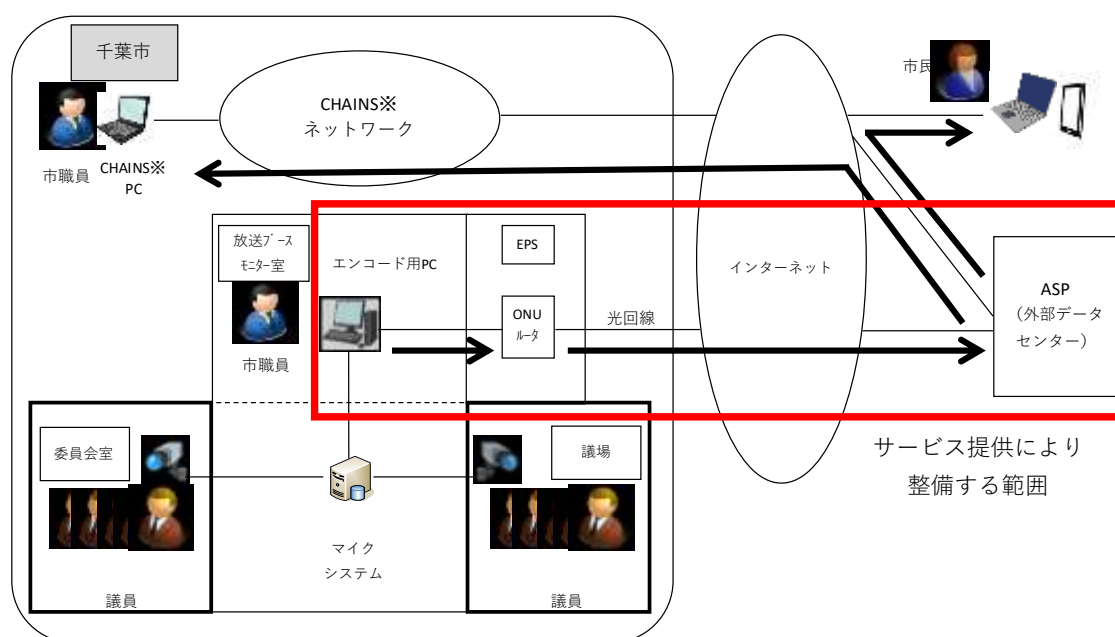 千葉市
市職員
CHAINS※
PC
CHAINS※
ネットワーク
市民
放送ﾌﾞｰｽ
ﾓﾆﾀｰ室
市職員
エンコード用PC
EPS
ONU
ﾙｰﾀ
光回線
インターネット
ASP
（外部データ
センター）
サービス提供により
整備する範囲
委員会室
議員
マイク
システム
議場
議員